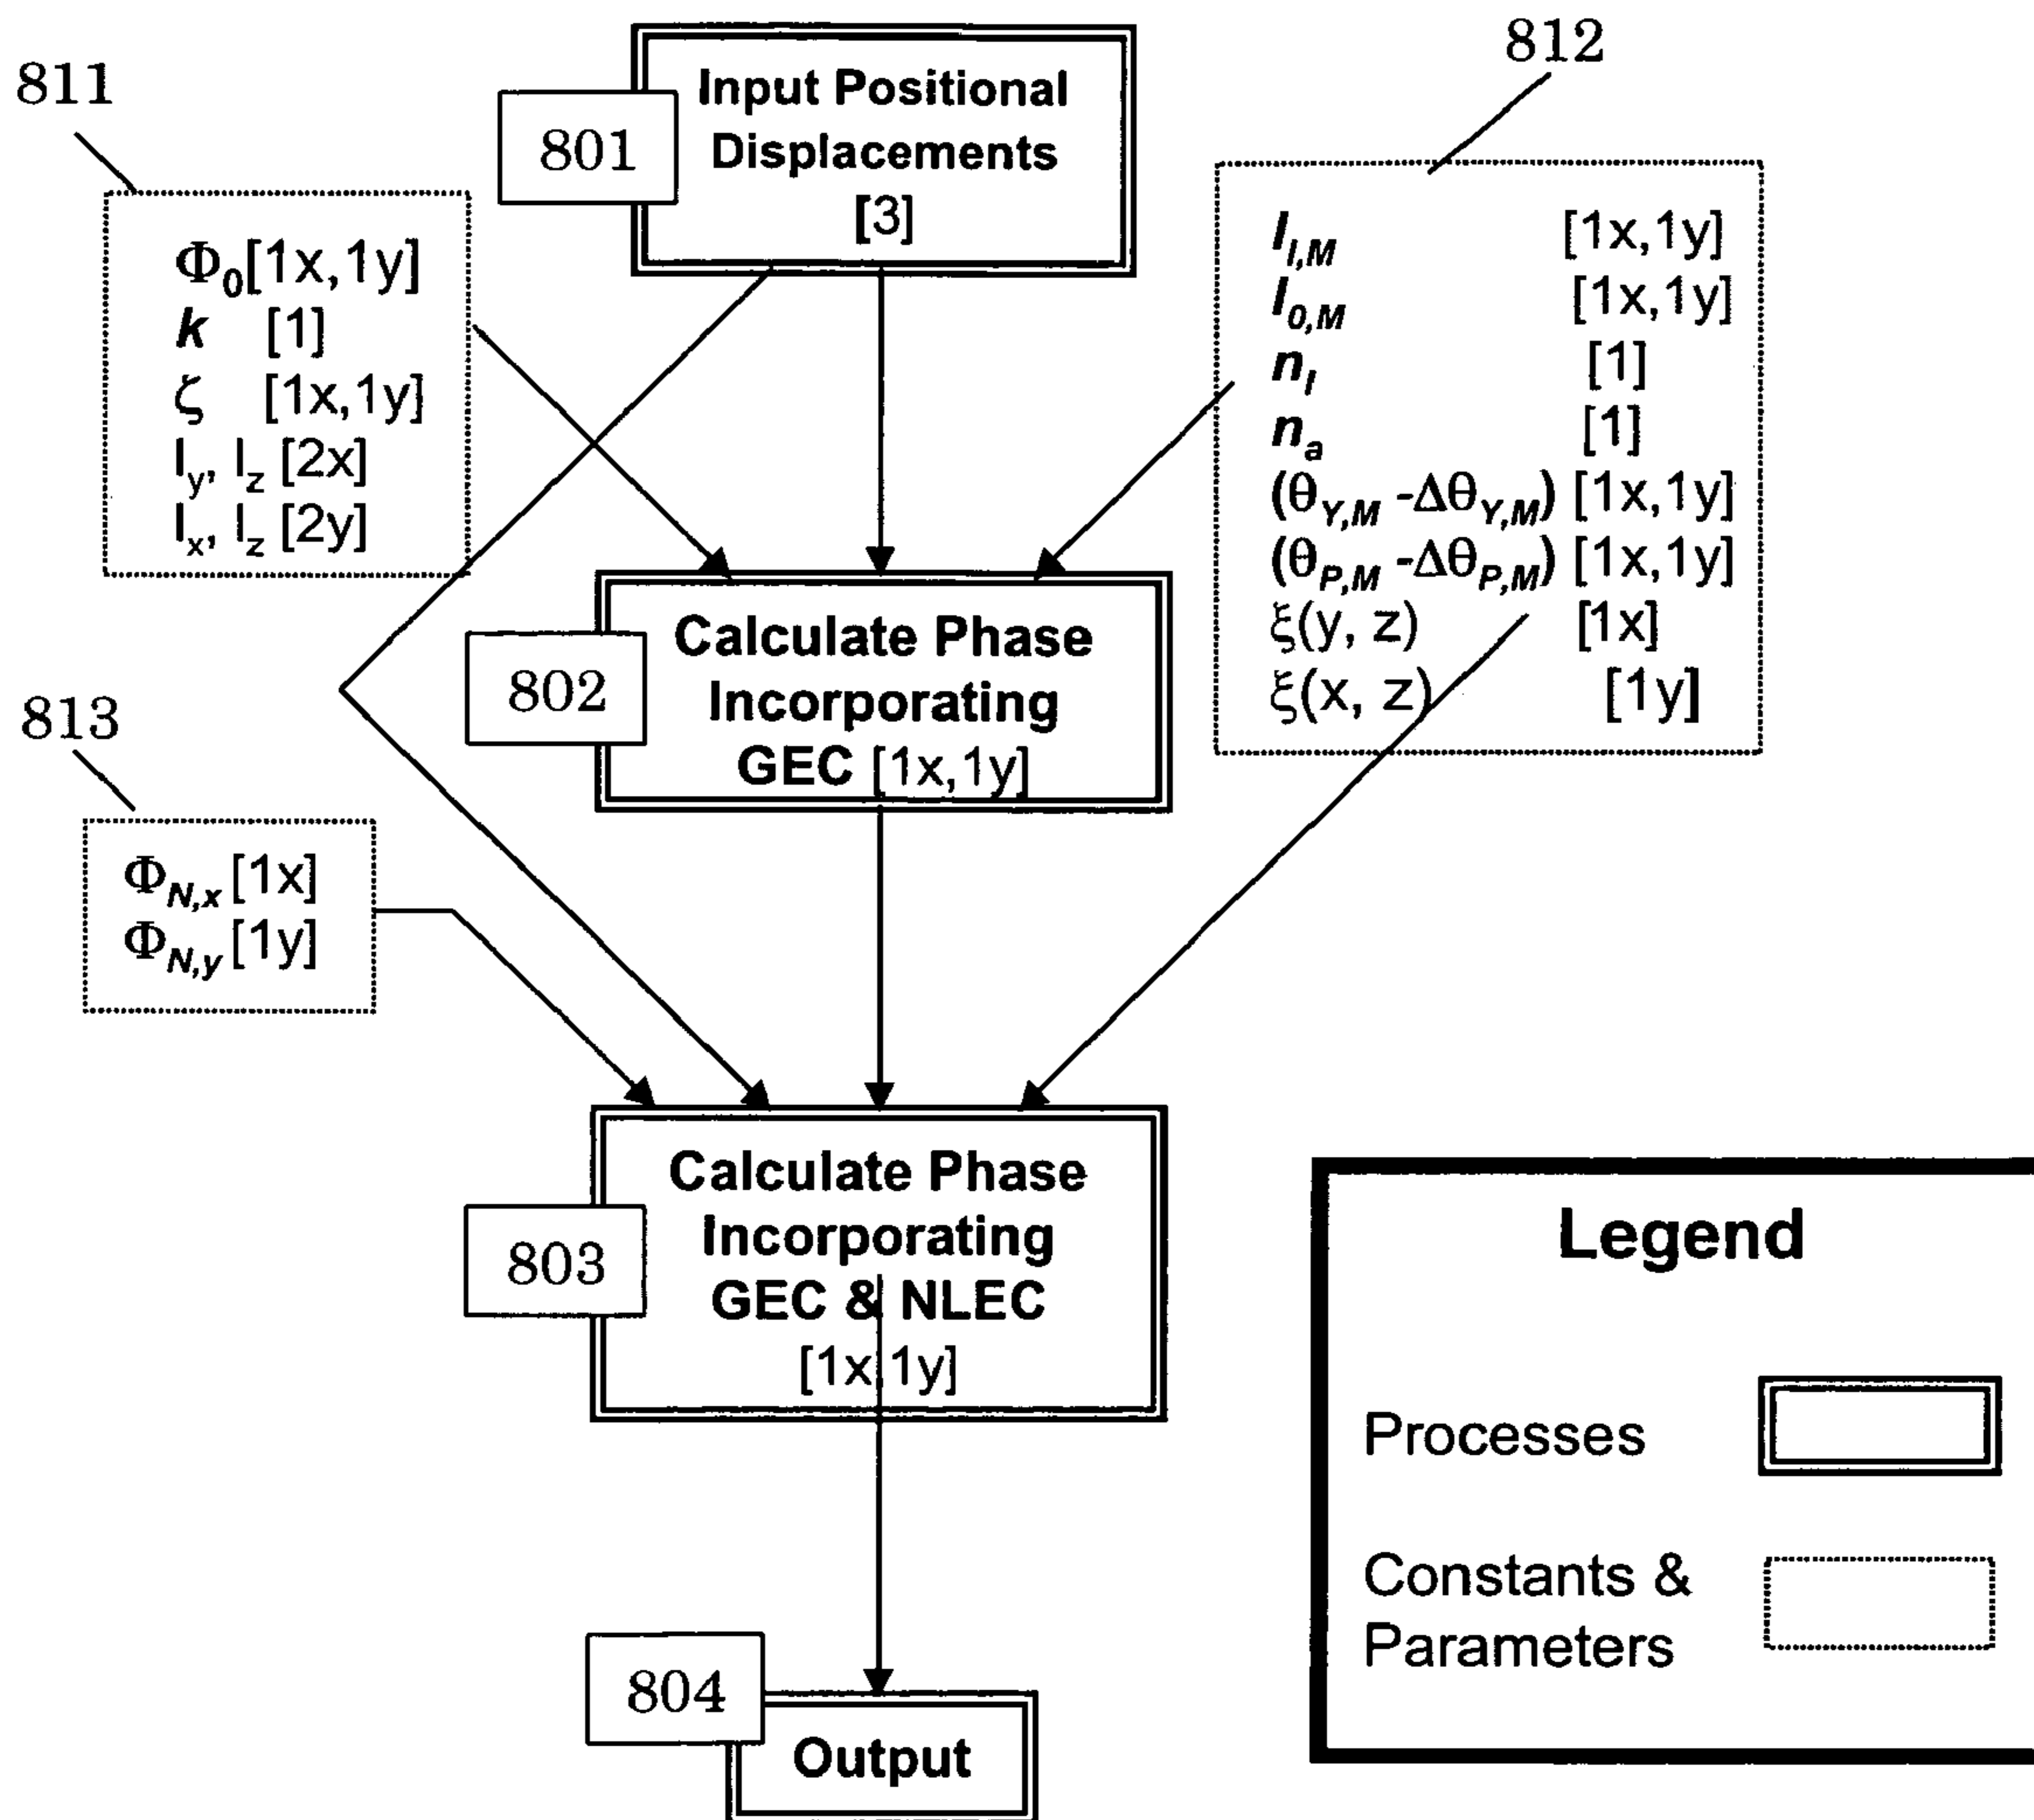 811
812
801
Input Positional
Displacements
[3]
Φ0[1x,1y]
k [1]
ζ [1x,1y]
ly, lz [2x]
lx, lz [2y]
lI,M [1x,1y]
l0,M [1x,1y]
nI [1]
na [1]
(θY,M -ΔθY,M) [1x,1y]
(θP,M -ΔθP,M) [1x,1y]
ξ(y, z) [1x]
ξ(x, z) [1y]
802
Calculate Phase
Incorporating
GEC [1x,1y]
813
ΦN,x [1x]
ΦN,y [1y]
803
Calculate Phase
Incorporating
GEC & NLEC
[1x,1y]
804
Output
Legend
Processes
Constants &
Parameters